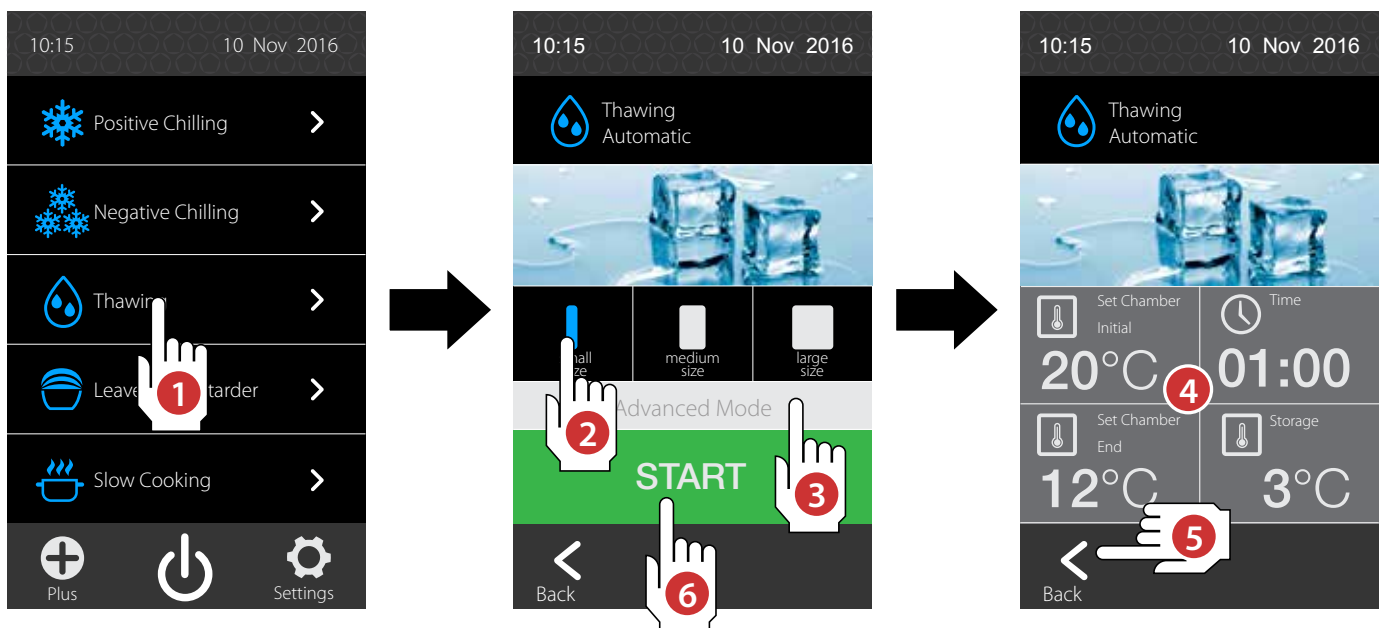 10:15 10 Nov 2016
Positive Chilling
Negative Chilling
Thawing
Leave tarder
1
Slow Cooking
Plus
Settings
10:15 10 Nov 2016
Thawing
Automatic
medium
size
large
size
Advanced Mode
2
START
3
Back
6
10:15 10 Nov 2016
Thawing
Automatic
Set Chamber
Initial
20°C
Time
01:00
4
Set Chamber
End
12°C
Storage
3°C
5
Back